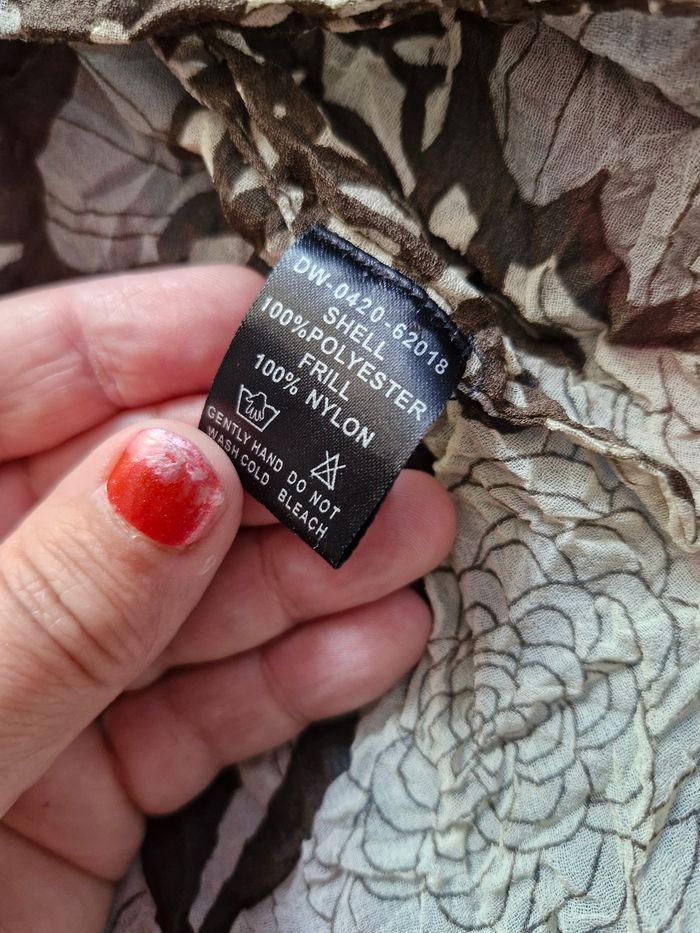 DW-0420-62018
SHELL
100%POLYESTER
FRILL
100% NYLON
GENTLY HAND
WASH COLD
DO NOT
BLEACH